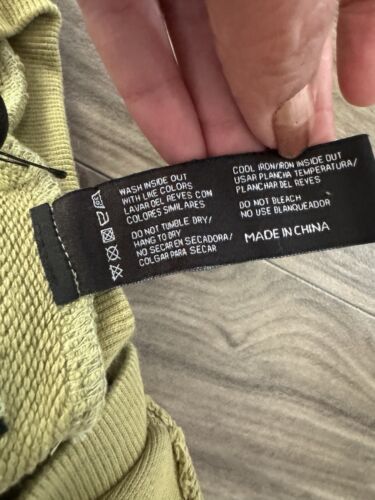 WASH INSIDE OUT
WITH LIKE COLORS
LAVAR DEL REVES CON
COLORES SIMILARES
DO NOT TUMBLE DRY/
HANG TO DRY
NO SECAR EN SECADORA/
COLGAR PARA SECAR
COOL IRON/IRON INSIDE OUT
USAR PLANCHA TEMPERATURA/
PLANCHAR DEL REVES
DO NOT BLEACH
NO USE BLANQUEADOR
MADE IN CHINA